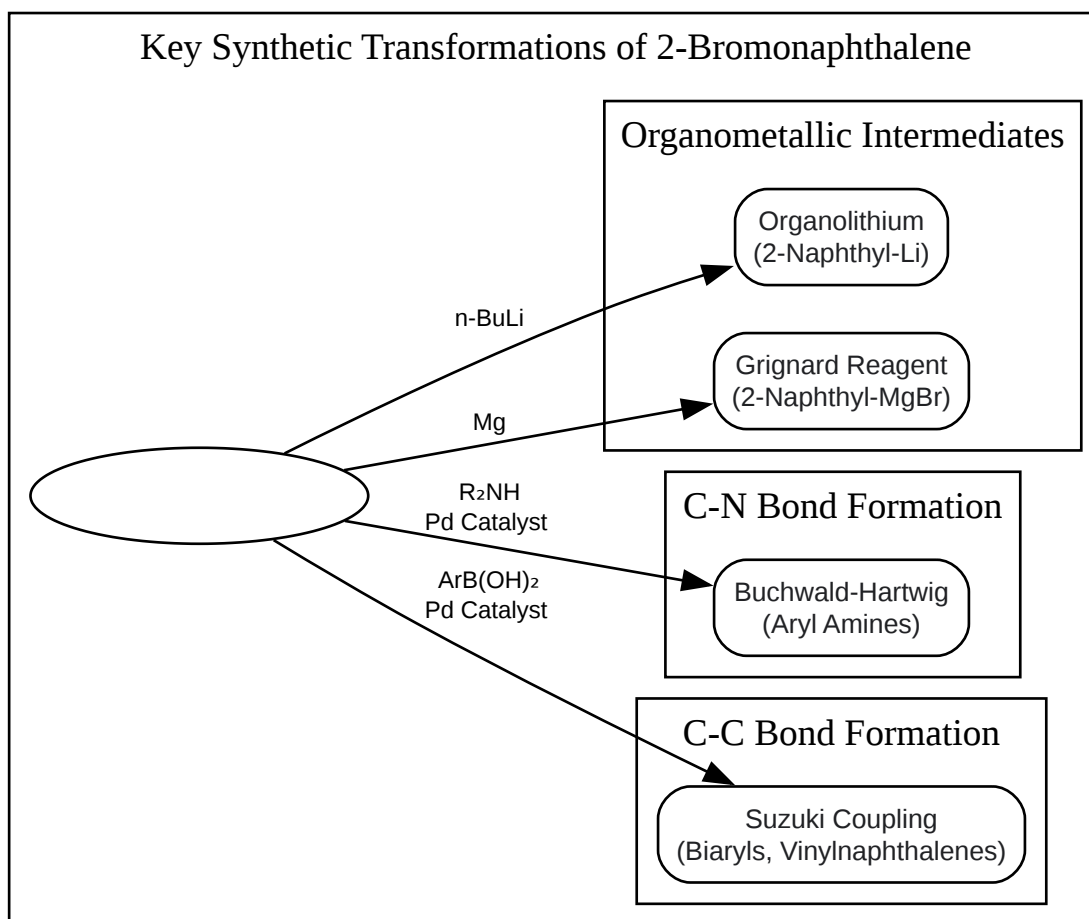 Key Synthetic Transformations of 2-Bromonaphthalene
Organometallic Intermediates
Organolithium
(2-Naphthyl-Li)
n-BuLi
Grignard Reagent
(2-Naphthyl-MgBr)
Mg
R₂NH
Pd Catalyst
C-N Bond Formation
Buchwald-Hartwig
(Aryl Amines)
ArB(OH)₂
Pd Catalyst
C-C Bond Formation
Suzuki Coupling
(Biaryls, Vinylnaphthalenes)